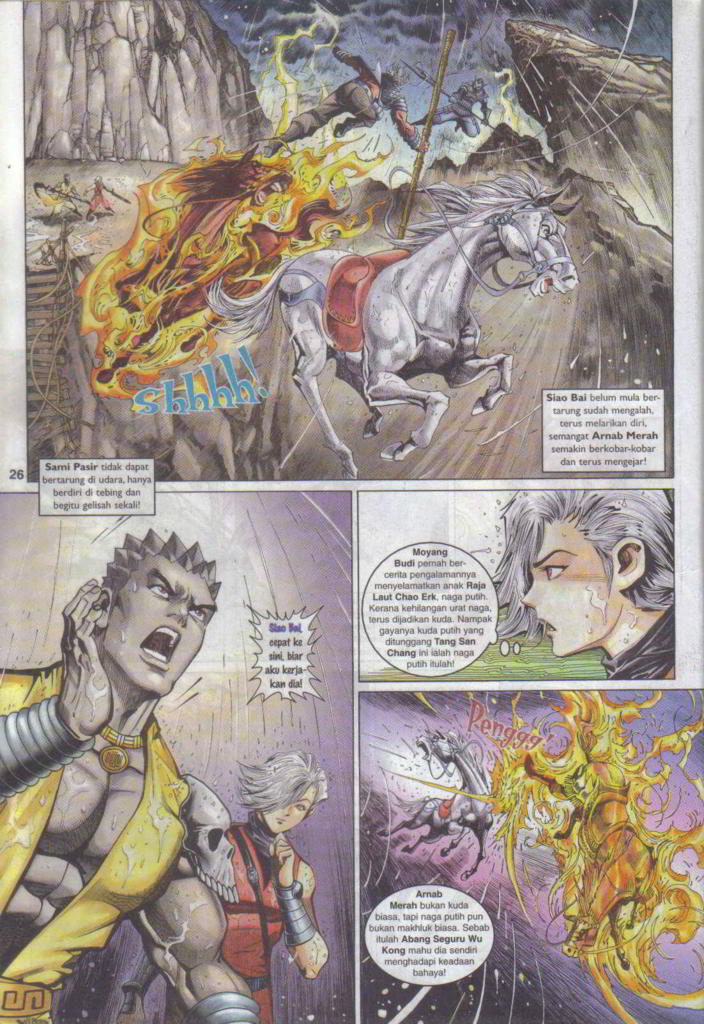 shhhh!
Siao Bai belum mula ber-
tarung sudah mengalah,
terus melarikan diri,
semangat Arnab Merah
semakin berkobar-kobar
dan terus mengejar!
26
Sami Pasir tidak dapat
bertarung di udara, hanya
berdiri di tebing dan
begitu gelisah sekali!
Siao Bai,
cepat ke
sini, biar
aku kerja-
kan dia!
Moyang
Budi pernah ber-
cerita pengalamannya
menyelamatkan anak Raja
Laut Chao Erk, naga putih.
Kerana kehilangan urat naga,
terus dijadikan kuda. Nampak
gayanya kuda putih yang
ditunggang Tang San
Chang ini ialah naga
putih itulah!
Penggg
Arnab
Merah bukan kuda
biasa, tapi naga putih pun
bukan makhluk biasa. Sebab
itulah Abang Seguru Wu
Kong mahu dia sendiri
menghadapi keadaan
bahaya!